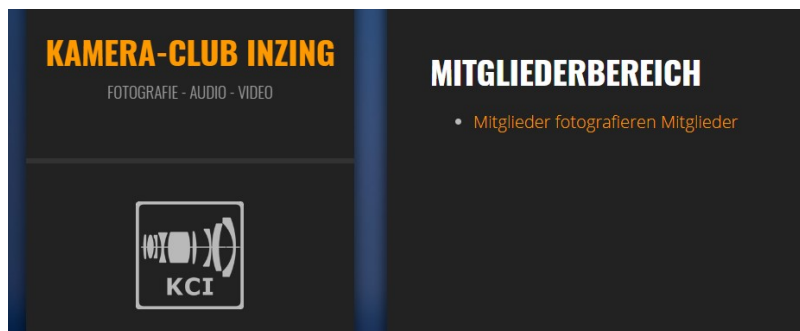 KAMERA-CLUB INZING
FOTOGRAFIE - AUDIO - VIDEO
KCI
MITGLIEDERBEREICH
• Mitglieder fotografieren Mitglieder